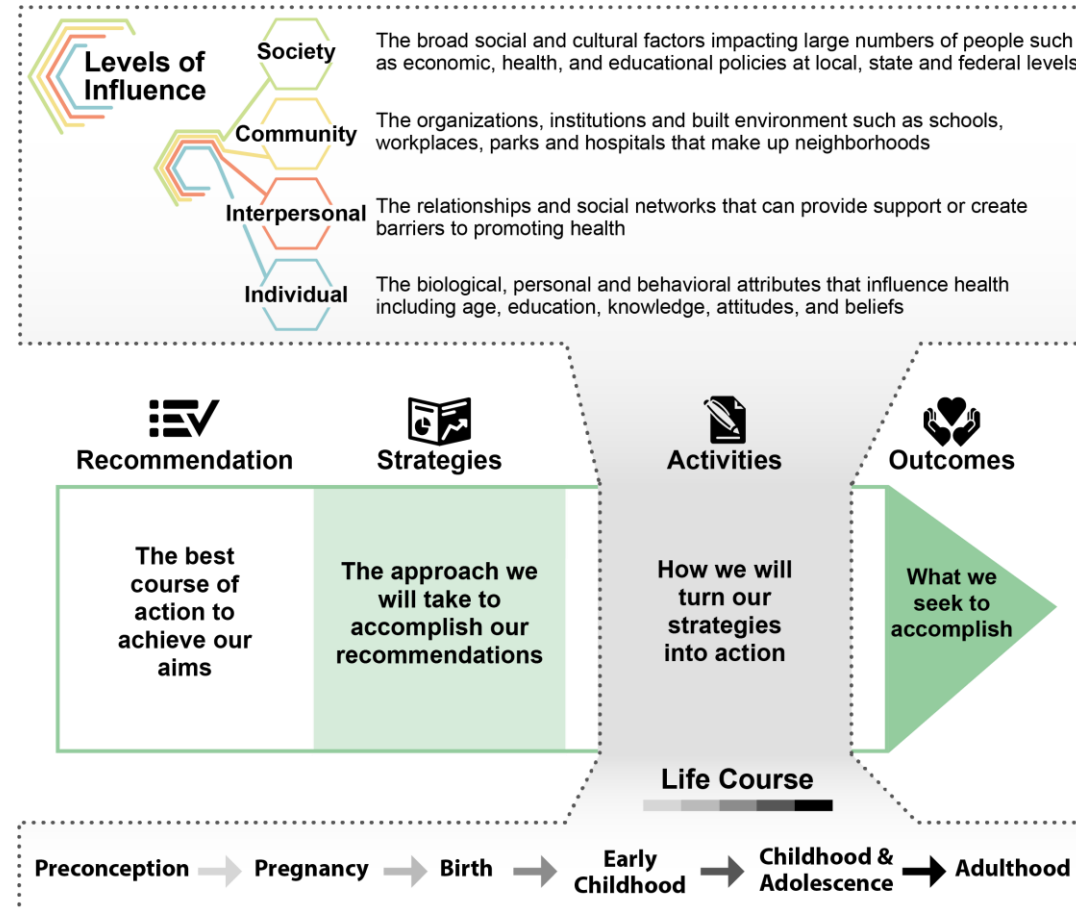 Levels of
Influence
Society
The broad social and cultural factors impacting large numbers of people such
as economic, health, and educational policies at local, state and federal levels
Community
The organizations, institutions and built environment such as schools,
workplaces, parks and hospitals that make up neighborhoods
Interpersonal
The relationships and social networks that can provide support or create
barriers to promoting health
Individual
The biological, personal and behavioral attributes that influence health
including age, education, knowledge, attitudes, and beliefs
Recommendation
The best
course of
action to
achieve our
aims
Strategies
The approach we
will take to
accomplish our
recommendations
Activities
How we will
turn our
strategies
into action
Outcomes
What we
seek to
accomplish
Life Course
Preconception
Pregnancy
Birth
Early
Childhood
Childhood &
Adolescence
Adulthood